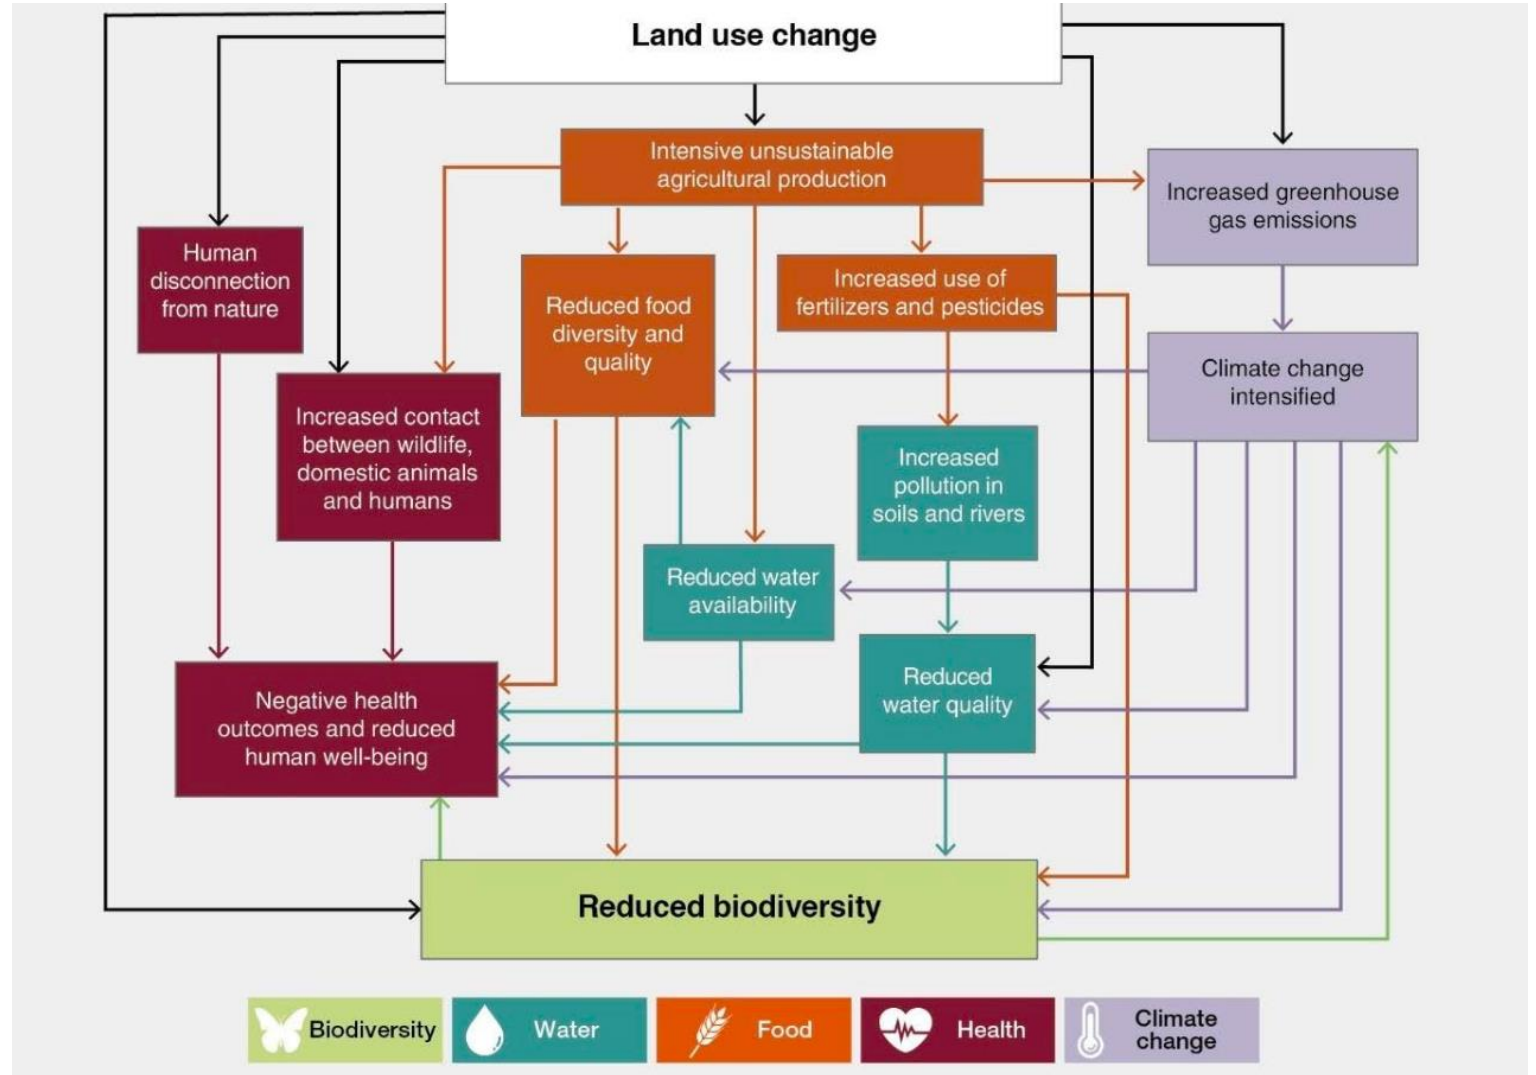 Land use change
Intensive unsustainable
agricultural production
Increased greenhouse
gas emissions
Human
disconnection
from nature
Reduced food
diversity and
quality
Increased use of
fertilizers and pesticides
Climate change
intensified
Increased contact
between wildlife,
domestic animals
and humans
Increased
pollution in
soils and rivers
Reduced water
availability
Negative health
outcomes and reduced
human well-being
Reduced
water quality
Reduced biodiversity
Biodiversity
Water
Food
Health
Climate
change